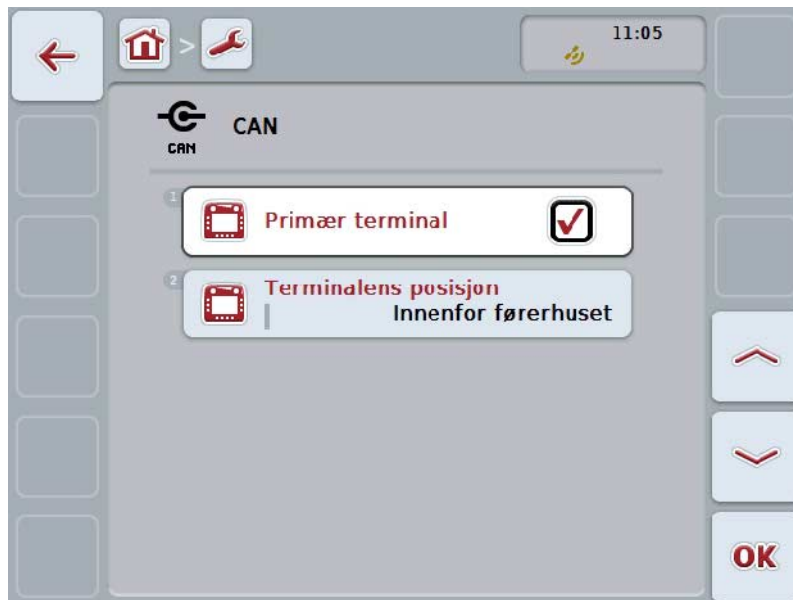 11:05
CAN
CAN
1
Primær terminal
2
Terminalens posisjon
Innenfor førerhuset
OK